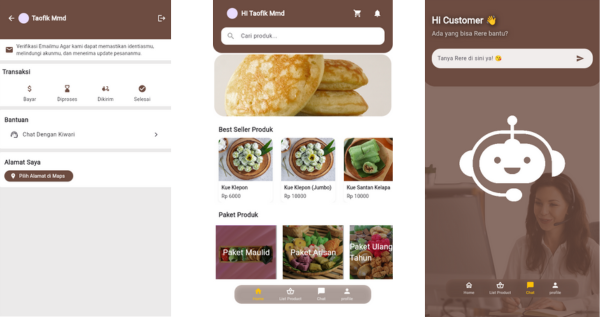 Taofik Mmd
Verifikasi Emailmu Agar kami dapat memastikan identitasmu,
melindungi akunmu, dan menerima update pesananmu.
Transaksi
Bayar
Diproses
Dikirim
Selesai
Bantuan
Chat Dengan Kiwari
Alamat Saya
Pilih Alamat di Maps
Hi Taofik Mmd
Cari produk...
Best Seller Produk
Kue Klepon
Rp 6000
Kue Klepon (Jumbo)
Rp 10000
Kue Santan Kelapa
Rp 10000
Paket Produk
Paket Maulid
Paket Arisan
Paket Ulang
Tahun
Home
List Product
Chat
profile
Hi Customer 👋
Ada yang bisa Rere bantu?
Tanya Rere di sini ya! 😘
Home
List Product
Chat
profile